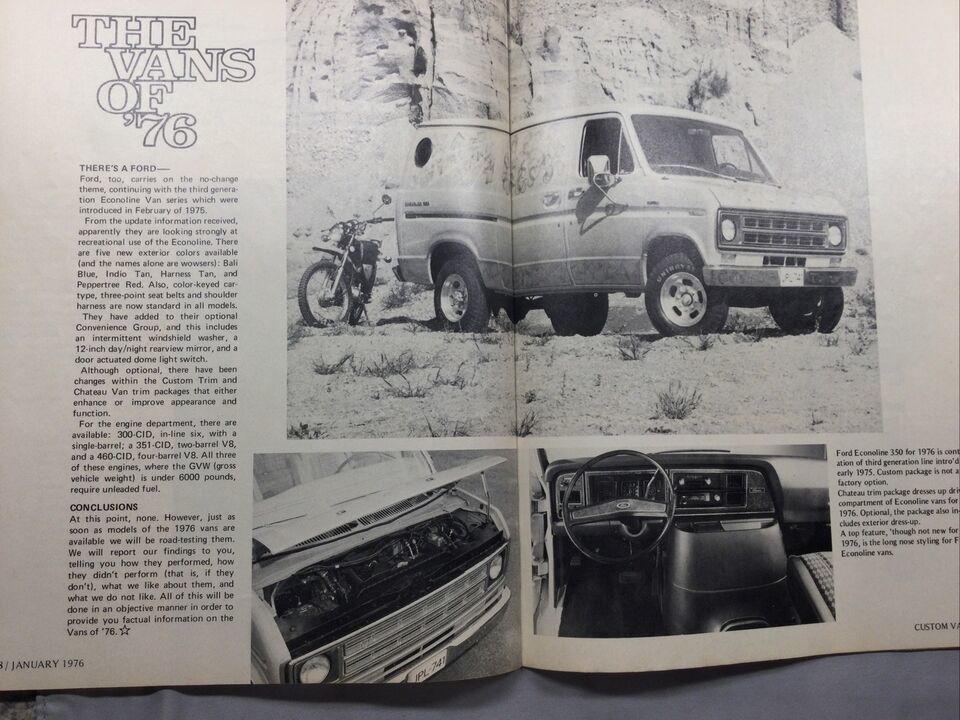 THE
VANS
OF
'76
THERE'S A FORD—
Ford, too, carries on the no-change
theme, continuing with the third genera-
tion Econoline Van series which were
introduced in February of 1975.
From the update information received,
apparently they are looking strongly at
recreational use of the Econoline. There
are five new exterior colors available
(and the names alone are wowsers): Bali
Blue, Indio Tan, Harness Tan, and
Peppertree Red. Also, color-keyed car-
type, three-point seat belts and shoulder
harness are now standard in all models.
They have added to their optional
Convenience Group, and this includes
an intermittent windshield washer, a
12-inch day/night rearview mirror, and a
door actuated dome light switch.
Although optional, there have been
changes within the Custom Trim and
Chateau Van trim packages that either
enhance or improve appearance and
function.
For the engine department, there are
available: 300-CID, in-line six, with a
single-barrel; a 351-CID, two-barrel V8,
and a 460-CID, four-barrel V8. All three
of these engines, where the GVW (gross
vehicle weight) is under 6000 pounds,
require unleaded fuel.
CONCLUSIONS
At this point, none. However, just as
soon as models of the 1976 vans are
available we will be road-testing them.
We will report our findings to you,
telling you how they performed, how
they didn't perform (that is, if they
don't), what we like about them, and
what we do not like. All of this will be
done in an objective manner in order to
provide you factual information on the
Vans of '76.☆
8/JANUARY 1976
JPL-741
JPL-741
Ford Econoline 350 for 1976 is cont
ation of third generation line intro'd
early 1975. Custom package is not a
factory option.
Chateau trim package dresses up dri
compartment of Econoline vans for
1976. Optional, the package also in-
cludes exterior dress-up.
A top feature, 'though not new for
1976, is the long nose styling for F
Econoline vans.
CUSTOM VA